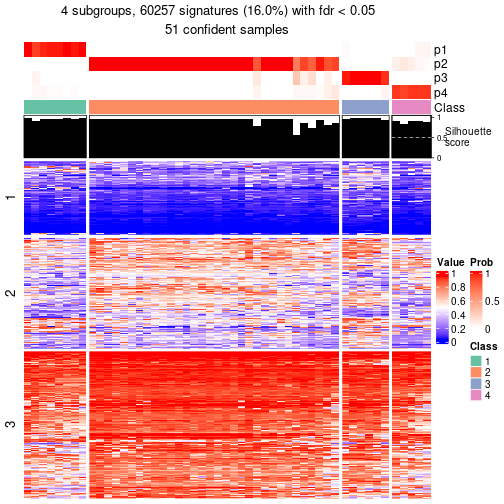 4 subgroups, 60257 signatures (16.0%) with fdr < 0.05
51 confident samples
p1
p2
p3
p4
Class
1
0.5
0
Silhouette
score
1
2
3
Value
1
0.8
0.6
0.4
0.2
0
Prob
1
0.5
0
Class
1
2
3
4